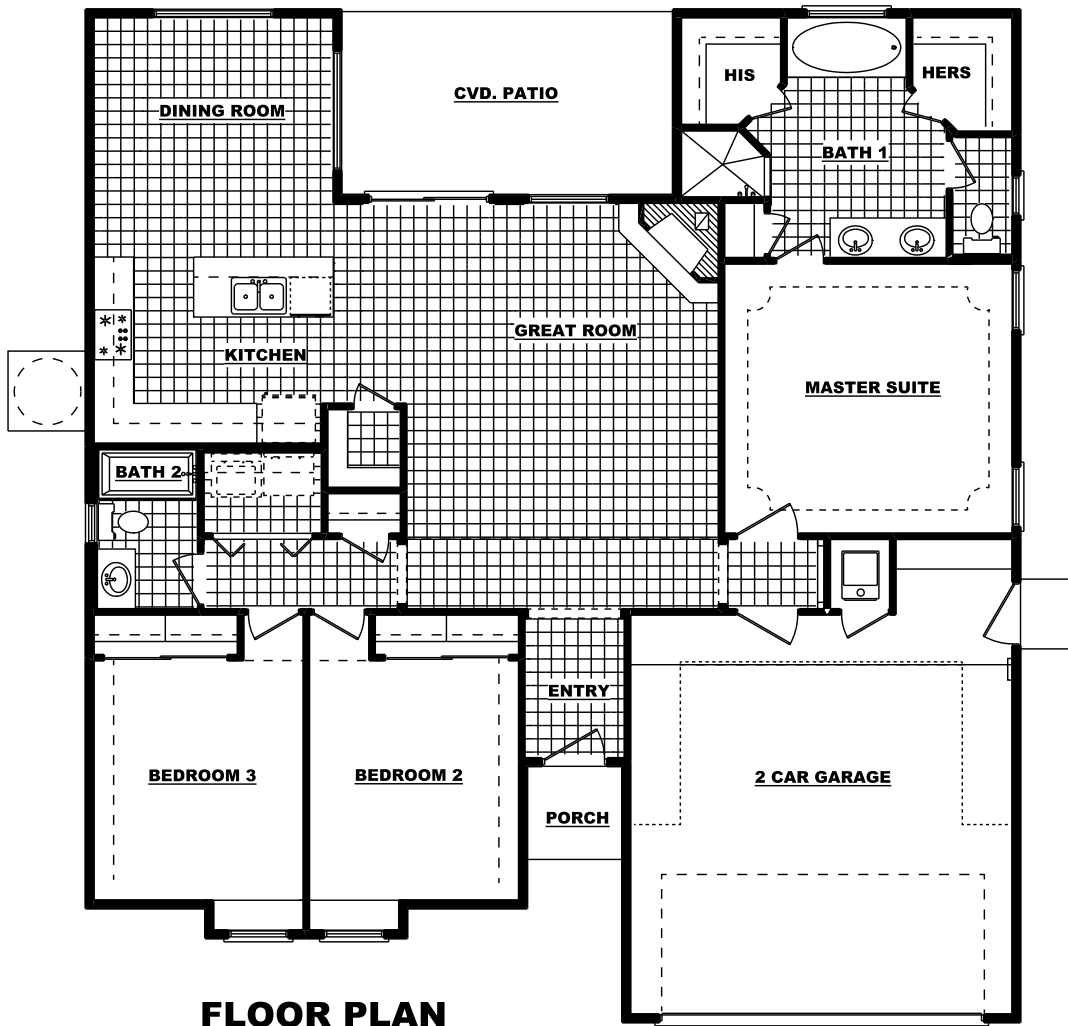 HIS
HERS
CVD. PATIO
DINING ROOM
BATH 1
GREAT ROOM
KITCHEN
MASTER SUITE
BATH 2
ENTRY
BEDROOM 3
BEDROOM 2
2 CAR GARAGE
PORCH
FLOOR PLAN